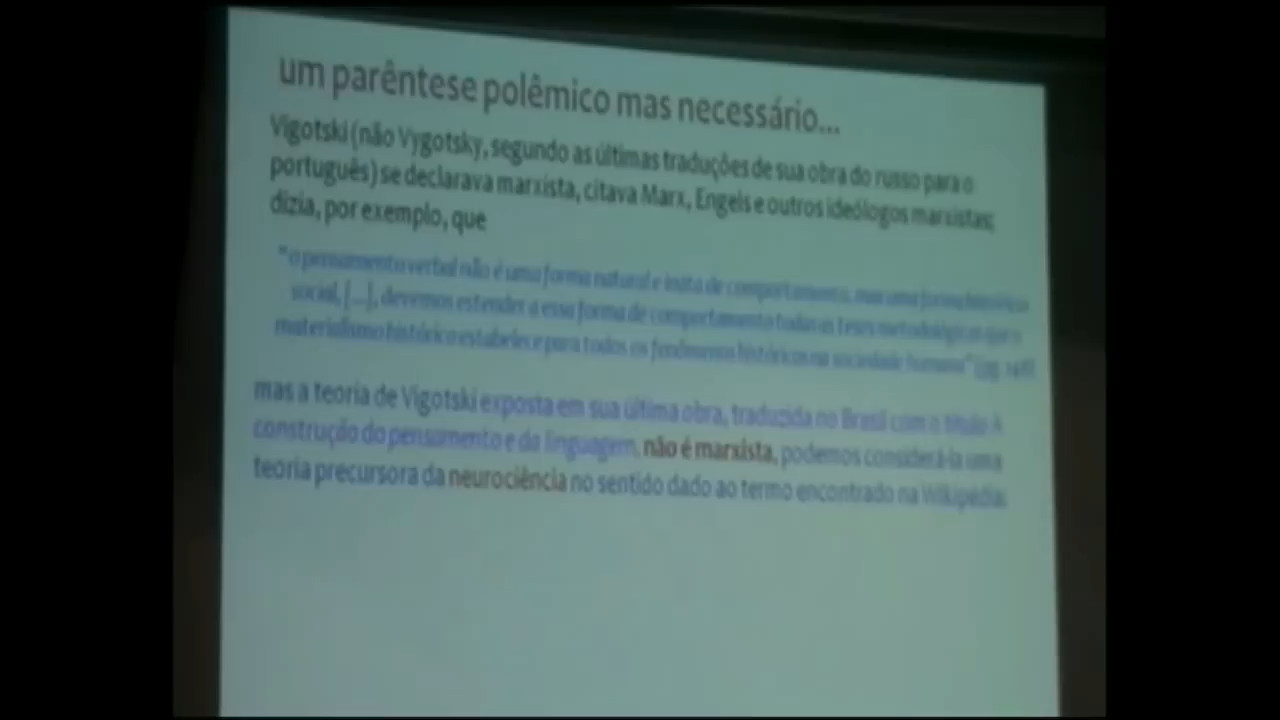 um parêntese polêmico mas necessário...
Vigotski (não Vygotsky, segundo as últimas traduções de sua obra do russo para o
português) se declarava marxista, citava Marx, Engels e outros ideólogos marxistas;
dizia, por exemplo, que
"o pensamento verbal não é uma forma natural e inata de comportamento, mas uma forma histórico
social, [...], devemos estender a essa forma de comportamento todas as teses metodológicas que o
materialismo histórico estabelece para todos os fenômenos históricos na sociedade humana" (pg.
mas a teoria de Vigotski exposta em sua última obra, traduzida no Brasil com o título A
construção do pensamento e da linguagem, não é marxista, podemos considerá-la uma
teoria precursora da neurociência no sentido dado ao termo encontrado na Wikipédia: